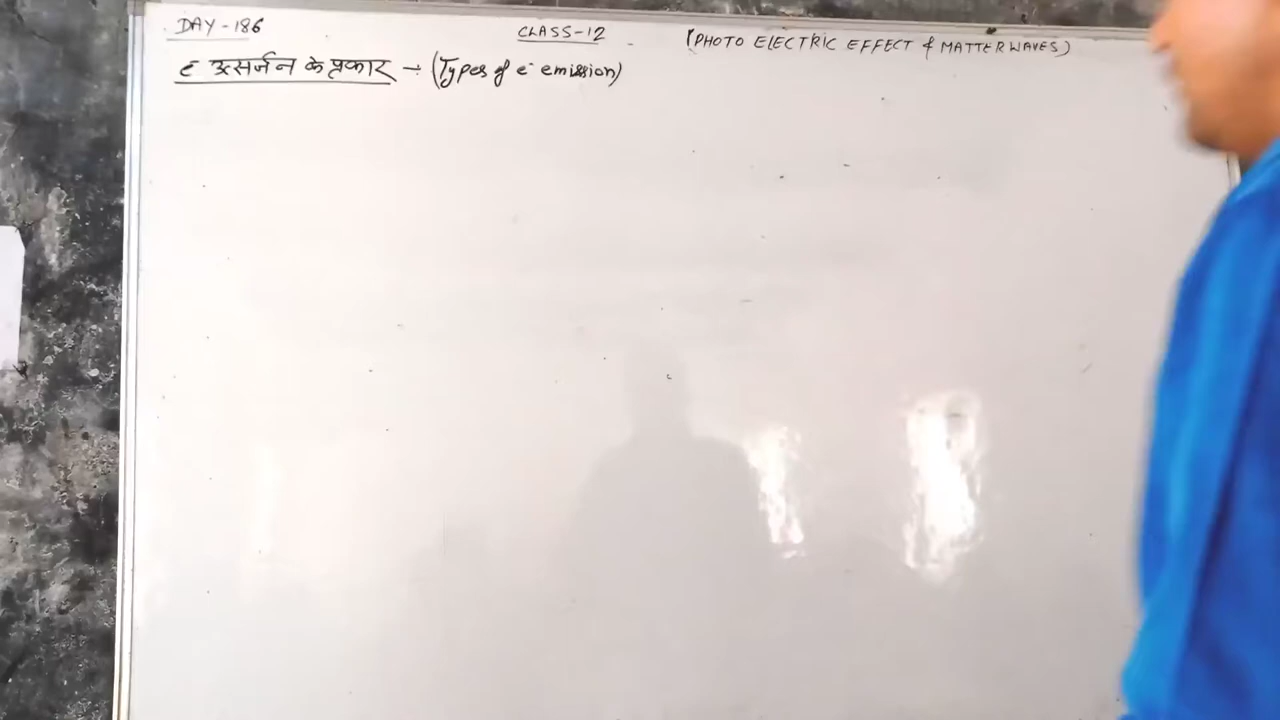 DAY - 186 CLASS-12 (PHOTO ELECTRIC EFFECT & MATTER WAVES)
e⁻ उत्सर्जन के प्रकार → (Types of e⁻ emission)